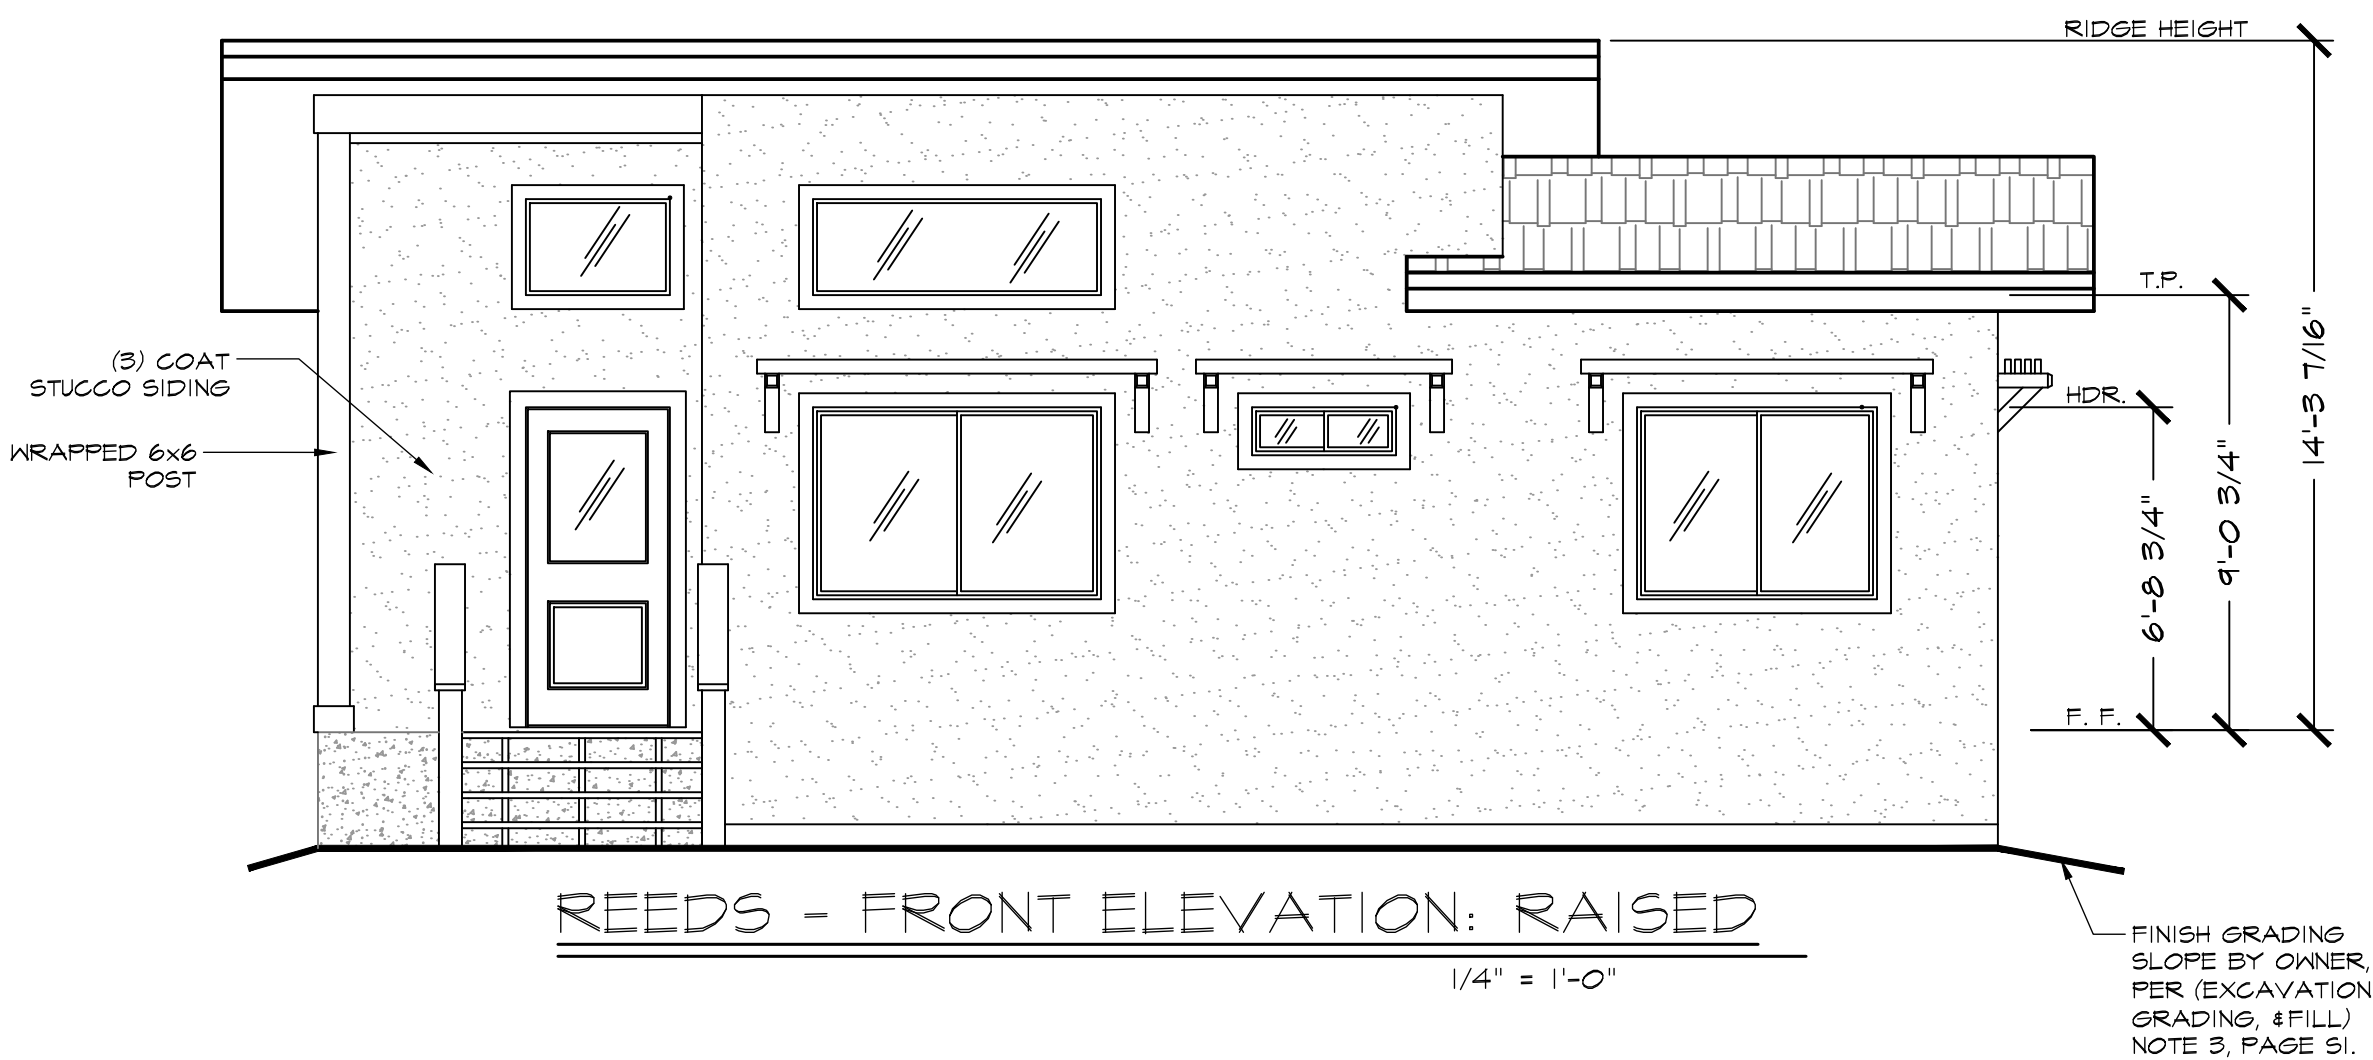 RIDGE HEIGHT
T.P.
14'-3 7/16"
(3) COAT
STUCCO SIDING
HDR.
WRAPPED 6x6
POST
9'-0 3/4"
6'-8 3/4"
F. F.
REEDS - FRONT ELEVATION: RAISED
1/4" = 1'-0"
FINISH GRADING
SLOPE BY OWNER,
PER (EXCAVATION
GRADING, &FILL)
NOTE 3, PAGE S1.